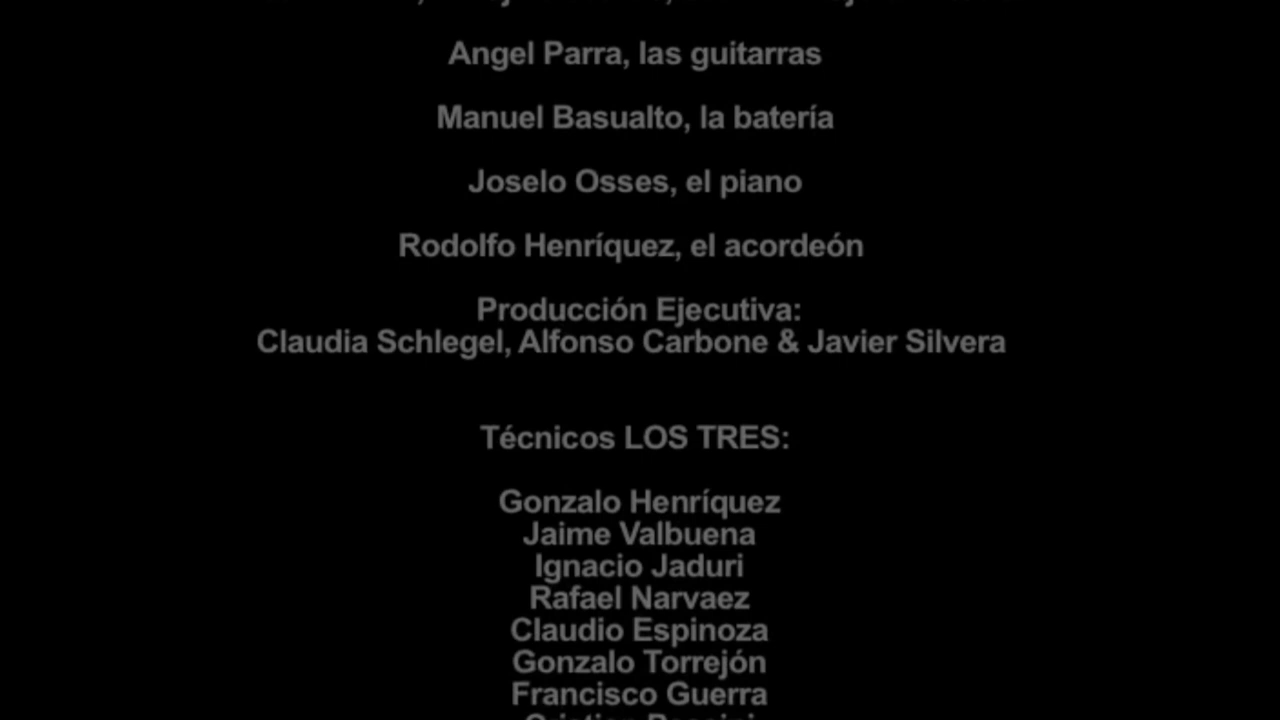 Angel Parra, las guitarras
Manuel Basualto, la batería
Joselo Osses, el piano
Rodolfo Henríquez, el acordeón
Producción Ejecutiva:
Claudia Schlegel, Alfonso Carbone & Javier Silvera
Técnicos LOS TRES:
Gonzalo Henríquez
Jaime Valbuena
Ignacio Jaduri
Rafael Narvaez
Claudio Espinoza
Gonzalo Torrejón
Francisco Guerra